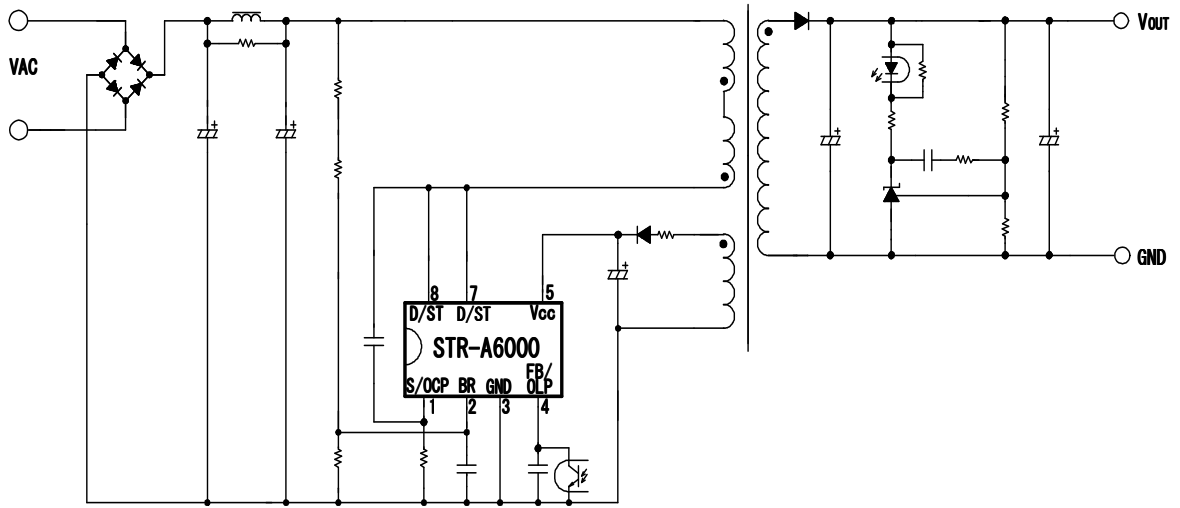 VAC
VOUT
GND
8
7
5
D/ST
D/ST
VCC
STR-A6000
FB/
S/OCP
BR
GND
OLP
1
2
3
4